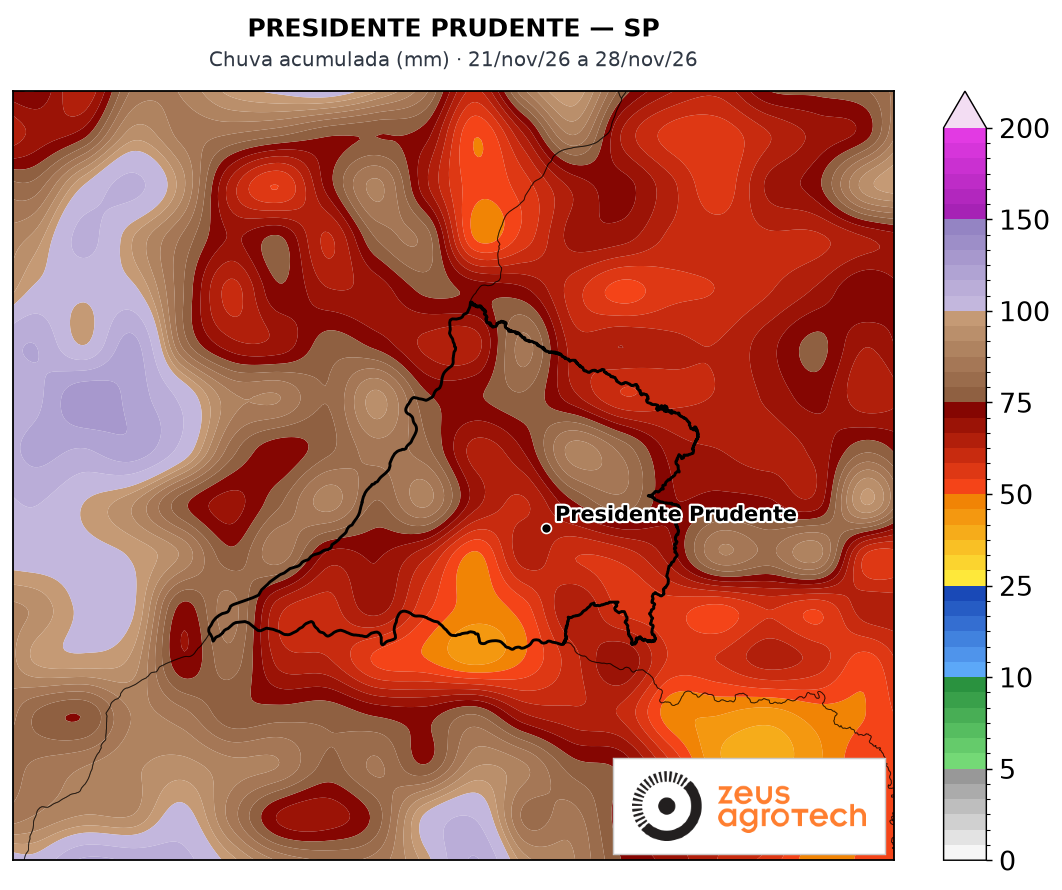 PRESIDENTE PRUDENTE — SP
Chuva acumulada (mm) · 21/nov/26 a 28/nov/26
200
150
100
75
50
25
10
5
0
Presidente Prudente
zeus
agrotech